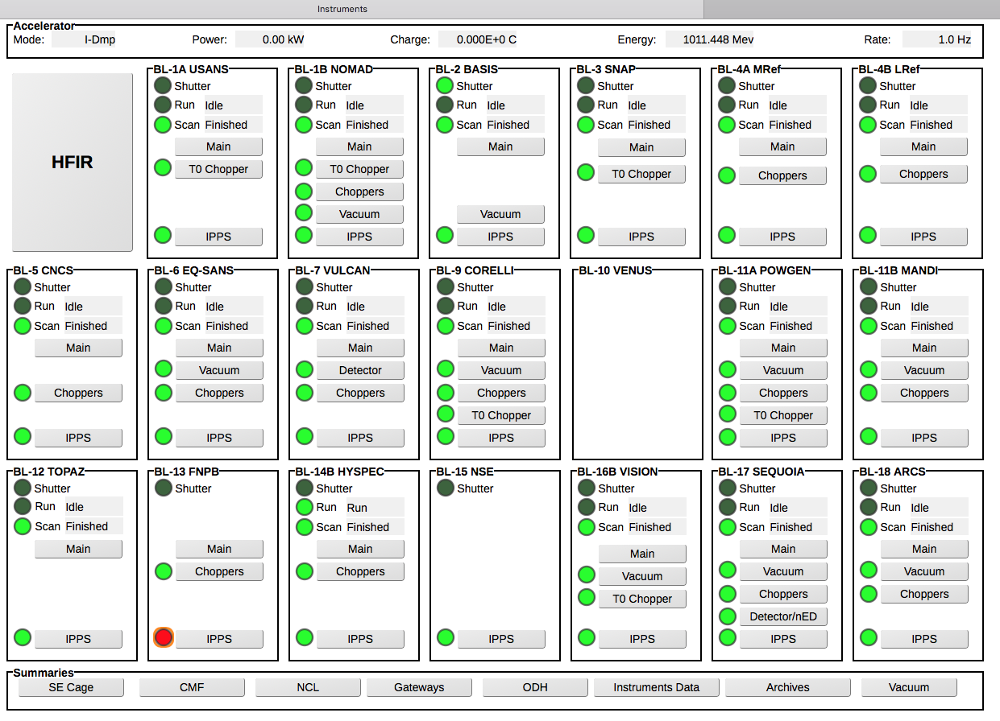 Instruments
Accelerator
Mode: I-Dmp Power: 0.00 kW Charge: 0.000E+0 C Energy: 1011.448 Mev Rate: 1.0 Hz
HFIR
BL-1A USANS
Shutter
Run Idle
Scan Finished
Main
T0 Chopper
IPPS
BL-1B NOMAD
Shutter
Run Idle
Scan Finished
Main
T0 Chopper
Choppers
Vacuum
IPPS
BL-2 BASIS
Shutter
Run Idle
Scan Finished
Main
Vacuum
IPPS
BL-3 SNAP
Shutter
Run Idle
Scan Finished
Main
T0 Chopper
IPPS
BL-4A MRef
Shutter
Run Idle
Scan Finished
Main
Choppers
IPPS
BL-4B LRef
Shutter
Run Idle
Scan Finished
Main
Choppers
IPPS
BL-5 CNCS
Shutter
Run Idle
Scan Finished
Main
Choppers
IPPS
BL-6 EQ-SANS
Shutter
Run Idle
Scan Finished
Main
Vacuum
Choppers
IPPS
BL-7 VULCAN
Shutter
Run Idle
Scan Finished
Main
Detector
Choppers
IPPS
BL-9 CORELLI
Shutter
Run Idle
Scan Finished
Main
Vacuum
Choppers
T0 Chopper
IPPS
BL-10 VENUS
BL-11A POWGEN
Shutter
Run Idle
Scan Finished
Main
Vacuum
Choppers
T0 Chopper
IPPS
BL-11B MANDI
Shutter
Run Idle
Scan Finished
Main
Vacuum
Choppers
IPPS
BL-12 TOPAZ
Shutter
Run Idle
Scan Finished
Main
IPPS
BL-13 FNPB
Shutter
Main
Choppers
IPPS
BL-14B HYSPEC
Shutter
Run Run
Scan Finished
Main
Choppers
IPPS
BL-15 NSE
Shutter
IPPS
BL-16B VISION
Shutter
Run Idle
Scan Finished
Main
Vacuum
T0 Chopper
IPPS
BL-17 SEQUOIA
Shutter
Run Idle
Scan Finished
Main
Vacuum
Choppers
Detector/nED
IPPS
BL-18 ARCS
Shutter
Run Idle
Scan Finished
Main
Vacuum
Choppers
IPPS
Summaries
SE Cage CMF NCL Gateways ODH Instruments Data Archives Vacuum